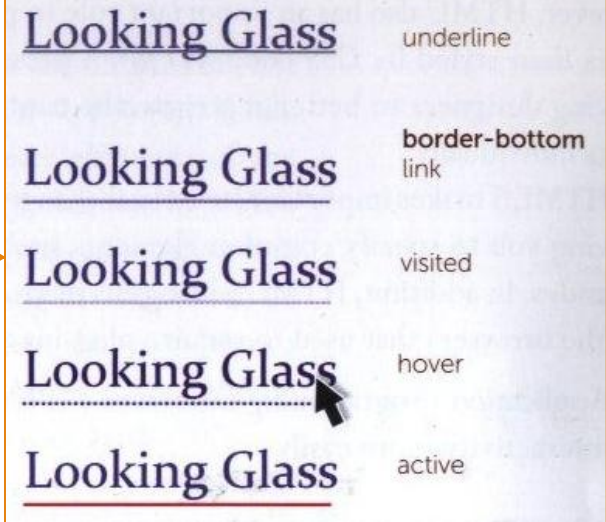 Looking Glass underline
border-bottom
Looking Glass link
Looking Glass visited
Looking Glass hover
Looking Glass active